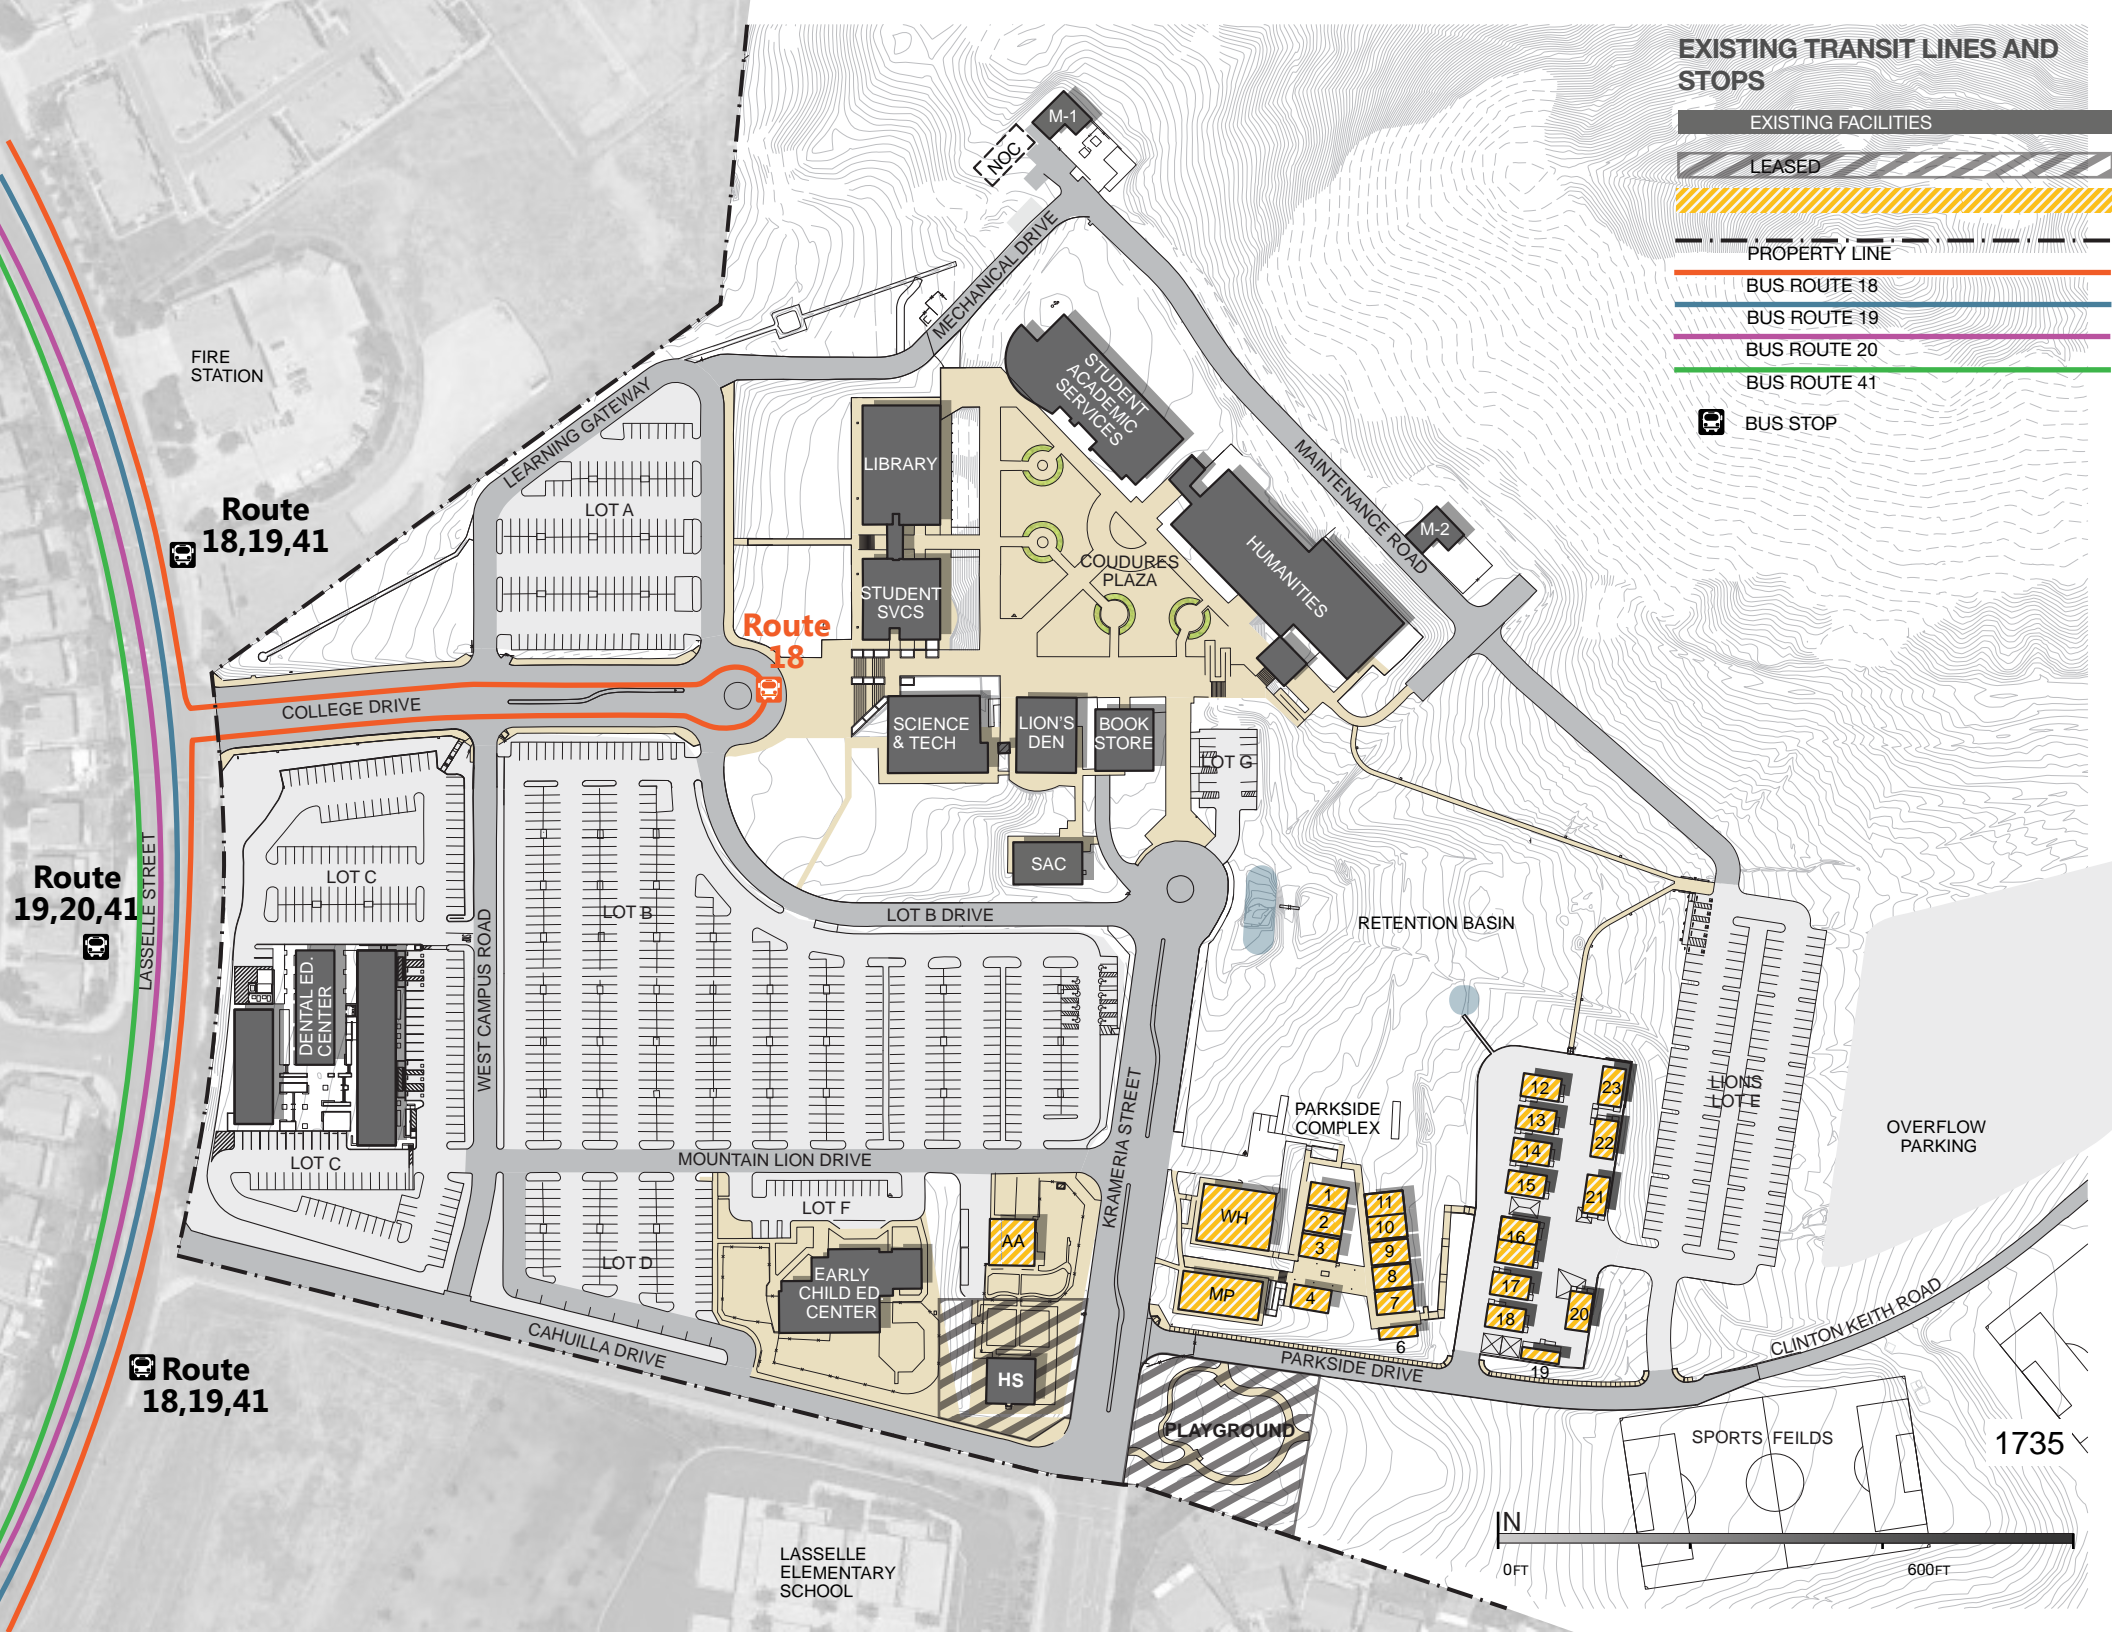 EXISTING TRANSIT LINES AND
STOPS
EXISTING FACILITIES
LEASED
PROPERTY LINE
BUS ROUTE 18
BUS ROUTE 19
BUS ROUTE 20
BUS ROUTE 41
BUS STOP
M-1
NOC
MECHANICAL DRIVE
FIRE
STATION
LEARNING GATEWAY
STUDENT
ACADEMIC
SERVICES
LIBRARY
MAINTENANCE ROAD
M-2
LOT A
Route
18,19,41
HUMANITIES
COUDURES
PLAZA
STUDENT
SVCS
Route
18
COLLEGE DRIVE
SCIENCE
& TECH
LION'S
DEN
BOOK
STORE
LOT G
SAC
LOT C
Route
19,20,41
LASSELLE STREET
LOT B
LOT B DRIVE
RETENTION BASIN
WEST CAMPUS ROAD
DENTAL ED.
CENTER
KRAMERIA STREET
PARKSIDE
COMPLEX
12
13
14
15
16
17
18
19
20
21
22
23
LIONS
LOT E
OVERFLOW
PARKING
LOT C
MOUNTAIN LION DRIVE
LOT F
WH
MP
1
2
3
4
11
10
9
8
7
6
AA
LOT D
EARLY
CHILD ED
CENTER
HS
CAHUILLA DRIVE
PARKSIDE DRIVE
CLINTON KEITH ROAD
Route
18,19,41
PLAYGROUND
SPORTS FEILDS
1735
N
0FT
600FT
LASSELLE
ELEMENTARY
SCHOOL